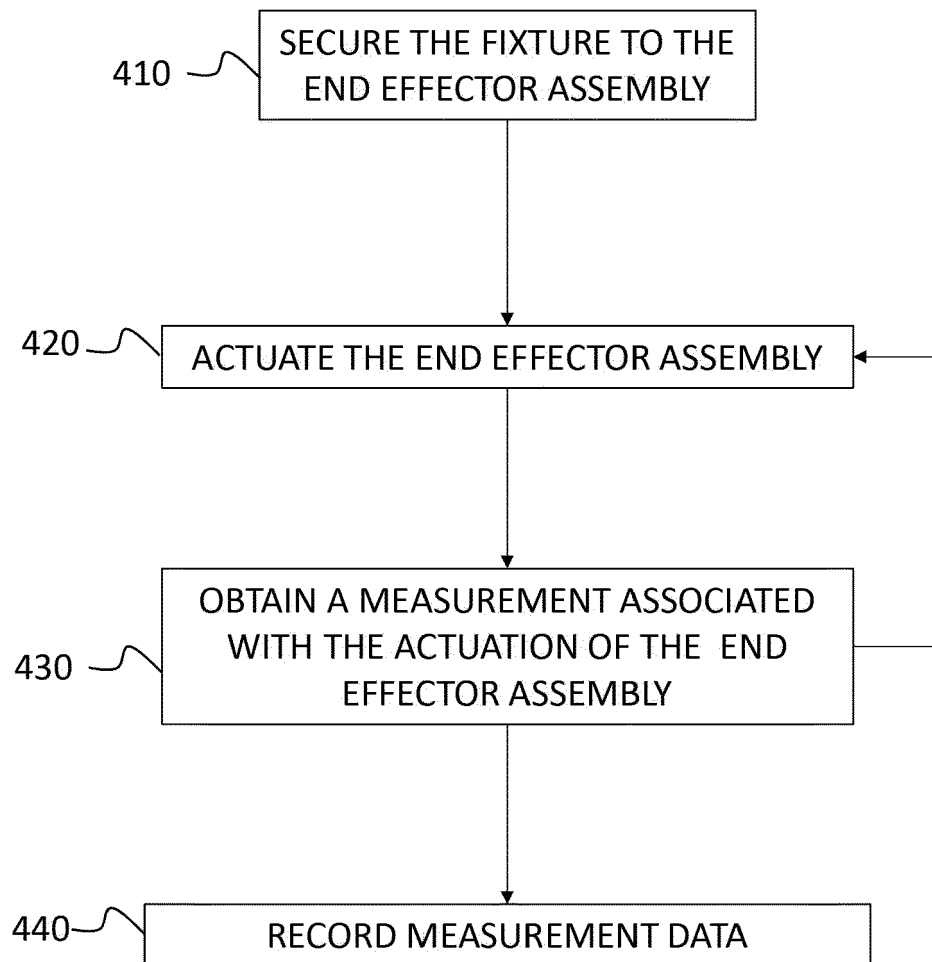 410
SECURE THE FIXTURE TO THE
END EFFECTOR ASSEMBLY
420
ACTUATE THE END EFFECTOR ASSEMBLY
430
OBTAIN A MEASUREMENT ASSOCIATED
WITH THE ACTUATION OF THE END
EFFECTOR ASSEMBLY
440
RECORD MEASUREMENT DATA